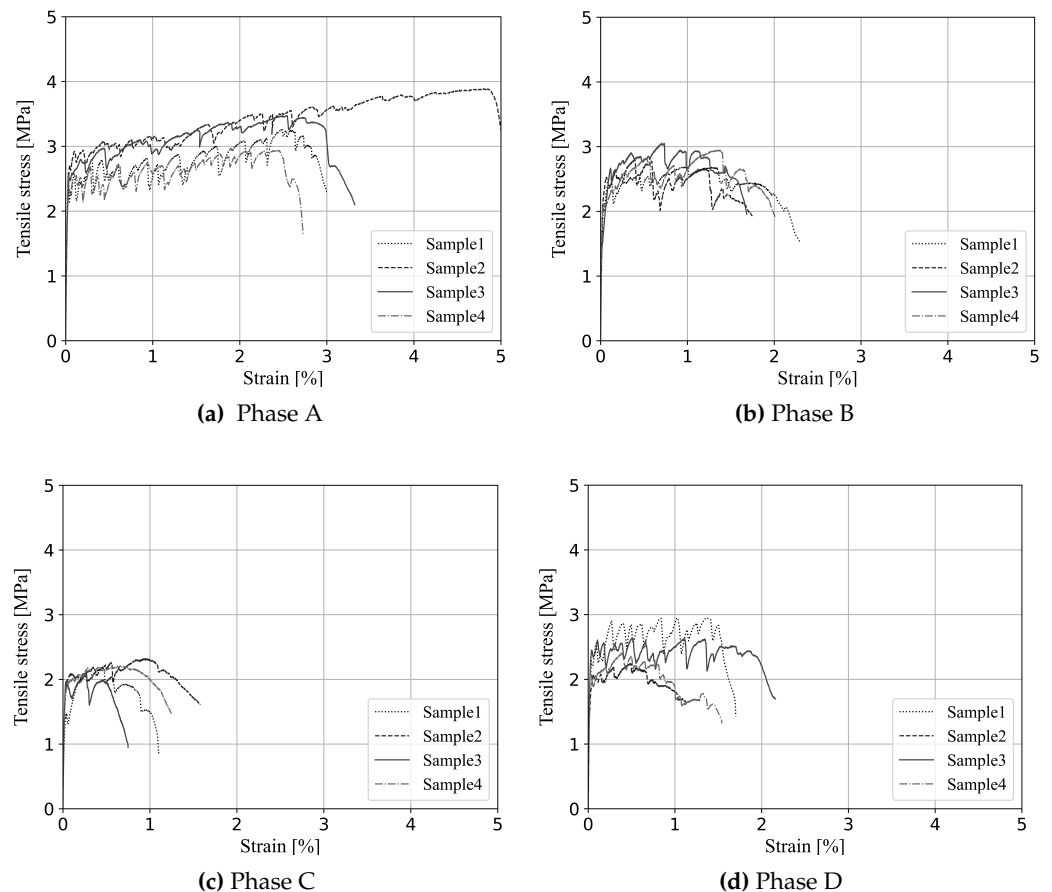 5
4
3
2
1
0
0 1 2 3 4 5
Tensile stress [MPa]
Strain [%]
Sample1
Sample2
Sample3
Sample4
(a) Phase A
5
4
3
2
1
0
0 1 2 3 4 5
Tensile stress [MPa]
Strain [%]
Sample1
Sample2
Sample3
Sample4
(b) Phase B
5
4
3
2
1
0
0 1 2 3 4 5
Tensile stress [MPa]
Strain [%]
Sample1
Sample2
Sample3
Sample4
(c) Phase C
5
4
3
2
1
0
0 1 2 3 4 5
Tensile stress [MPa]
Strain [%]
Sample1
Sample2
Sample3
Sample4
(d) Phase D